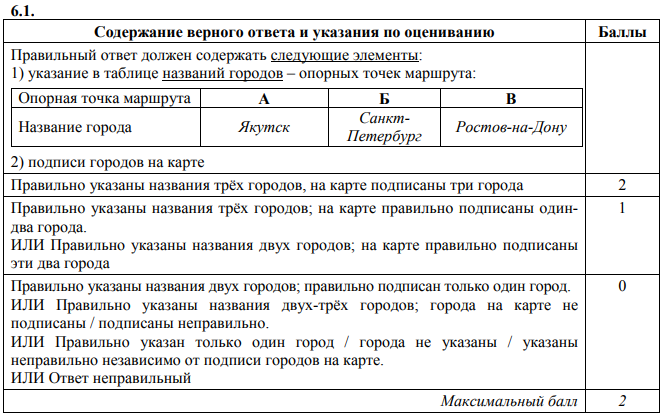 6.1.
Содержание верного ответа и указания по оцениванию Баллы
Правильный ответ должен содержать следующие элементы:
1) указание в таблице названий городов – опорных точек маршрута:
Опорная точка маршрута А Б В
Название города Якутск Санкт-
Петербург Ростов-на-Дону
2) подписи городов на карте
Правильно указаны названия трёх городов, на карте подписаны три города 2
Правильно указаны названия трёх городов; на карте правильно подписаны один- 1
два города.
ИЛИ Правильно указаны названия двух городов; на карте правильно подписаны
эти два города
Правильно указаны названия двух городов; правильно подписан только один город. 0
ИЛИ Правильно указаны названия двух-трёх городов; города на карте не
подписаны / подписаны неправильно.
ИЛИ Правильно указан только один город / города не указаны / указаны
неправильно независимо от подписи городов на карте.
ИЛИ Ответ неправильный
Максимальный балл 2